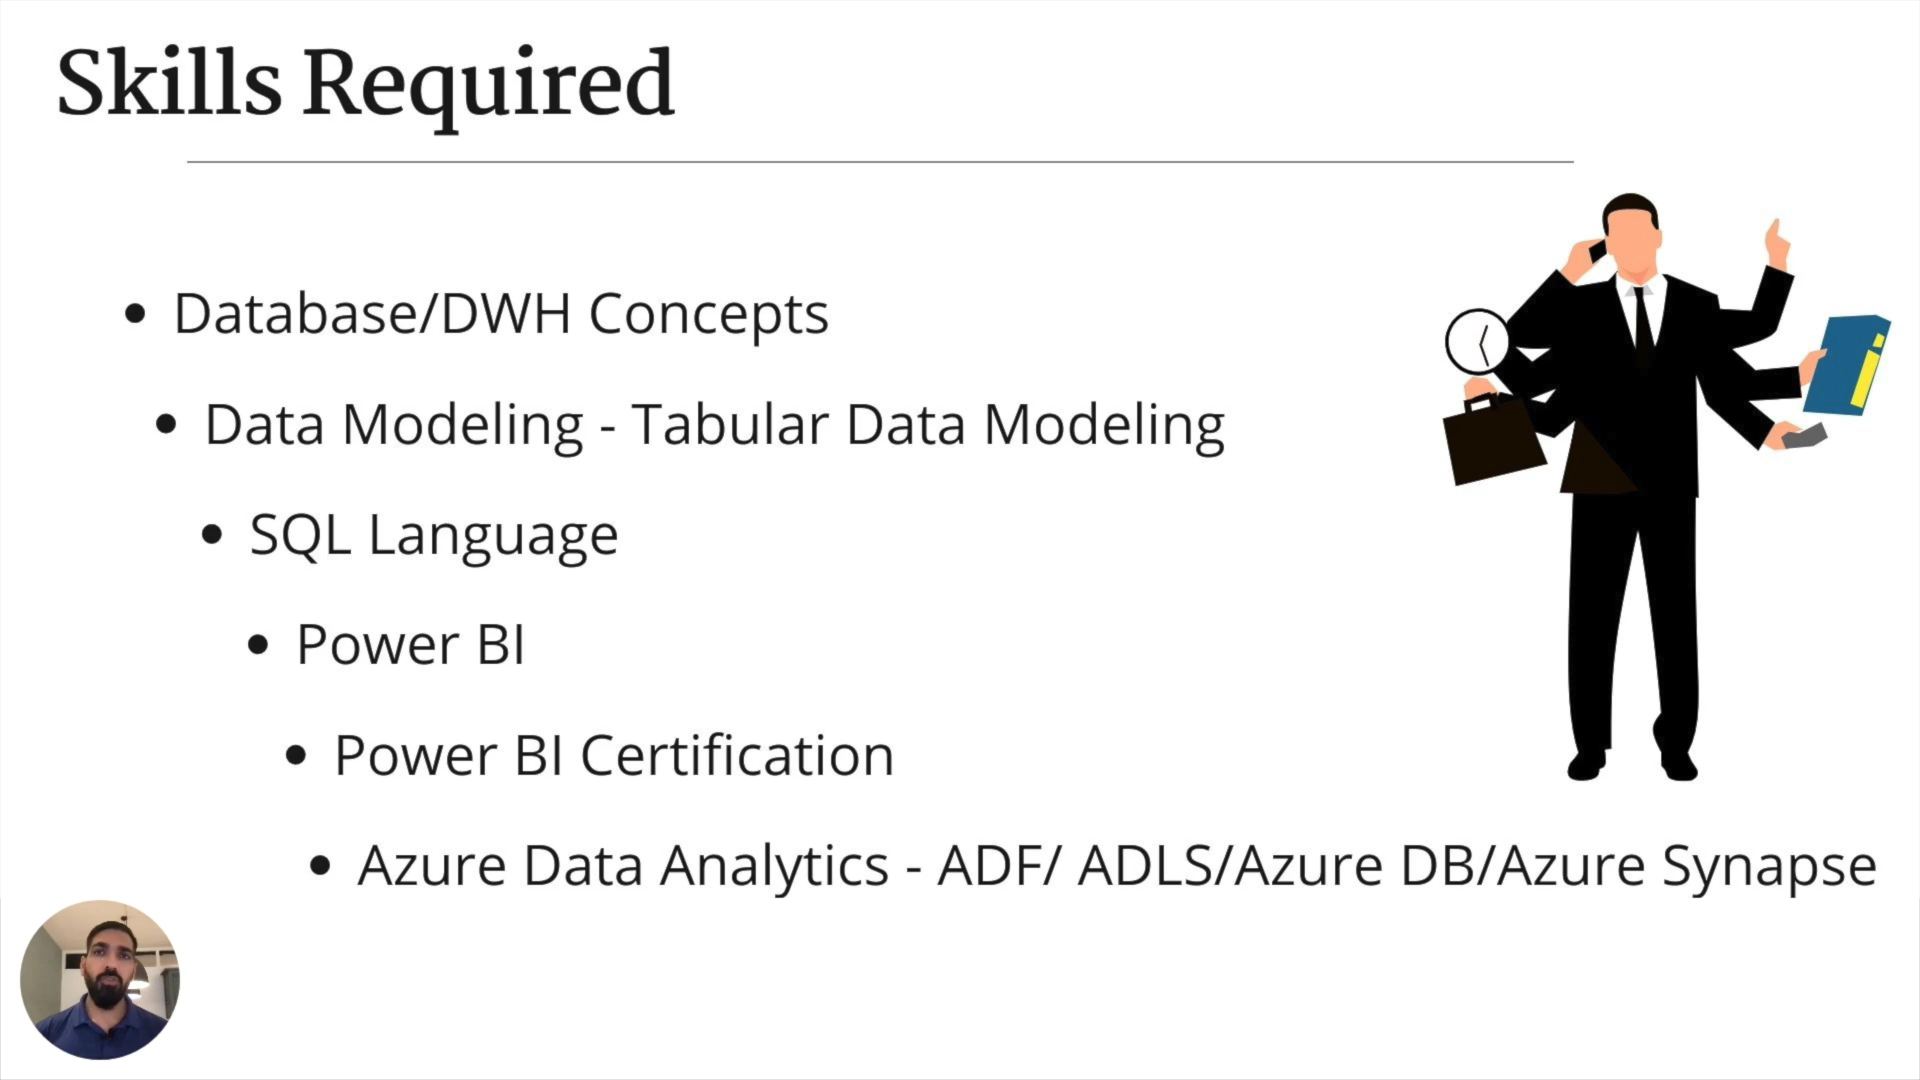 Skills Required
• Database/DWH Concepts
• Data Modeling - Tabular Data Modeling
• SQL Language
• Power BI
• Power BI Certification
• Azure Data Analytics - ADF/ ADLS/Azure DB/Azure Synapse